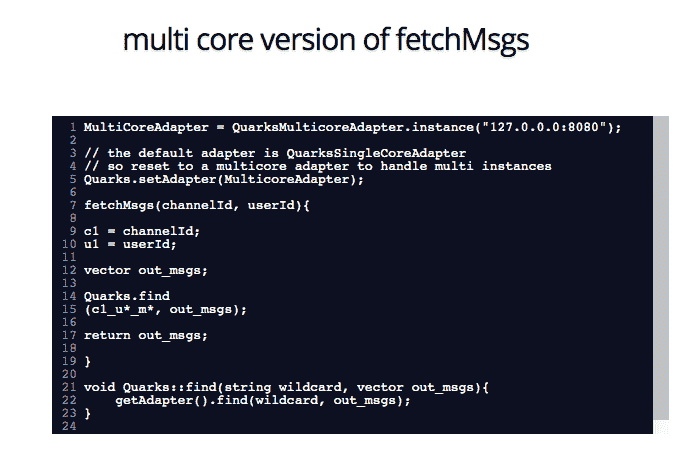 multi core version of fetchMsgs
1 MultiCoreAdapter = QuarksMulticoreAdapter.instance("127.0.0.0:8080");
2
3 // the default adapter is QuarksSingleCoreAdapter
4 // so reset to a multicore adapter to handle multi instances
5 Quarks.setAdapter(MulticoreAdapter);
6
7 fetchMsgs(channelId, userId){
8
9 c1 = channelId;
10 u1 = userId;
11
12 vector out_msgs;
13
14 Quarks.find
15 (c1_u*_m*, out_msgs);
16
17 return out_msgs;
18
19 }
20
21 void Quarks::find(string wildcard, vector out_msgs){
22 getAdapter().find(wildcard, out_msgs);
23 }
24